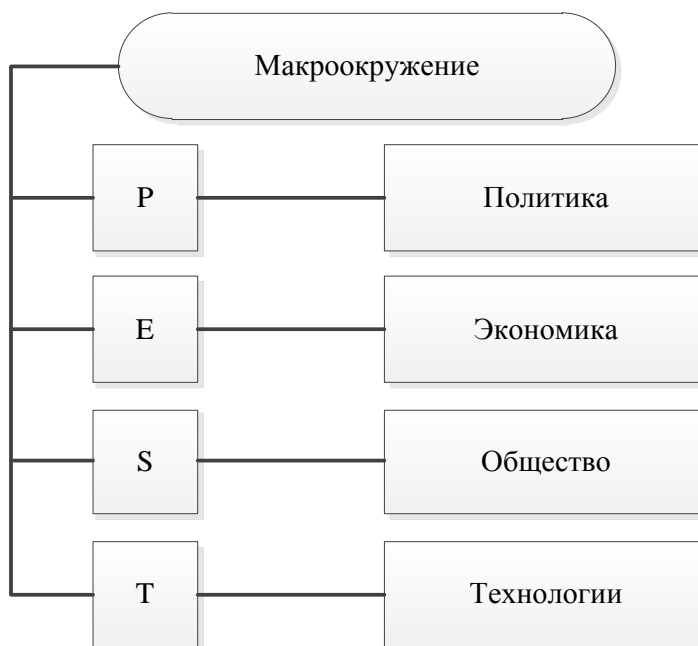 Макроокружение
P
Политика
E
Экономика
S
Общество
T
Технологии